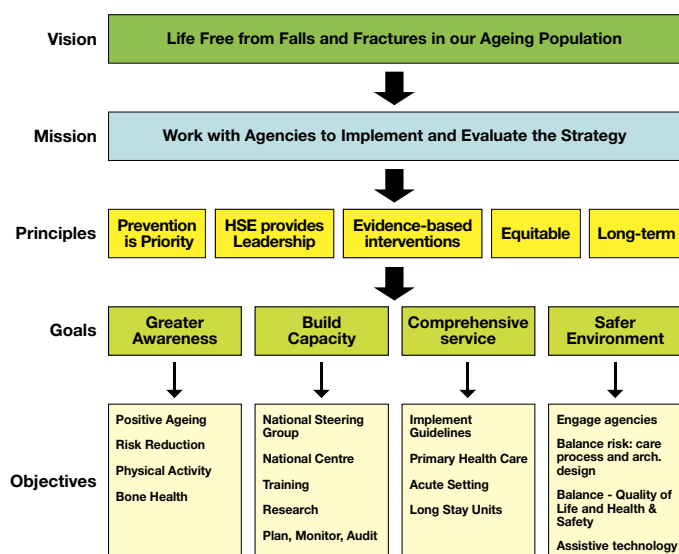 Vision
Life Free from Falls and Fractures in our Ageing Population
Mission
Work with Agencies to Implement and Evaluate the Strategy
Principles
Prevention
is Priority
HSE provides
Leadership
Evidence-based
interventions
Equitable
Long-term
Goals
Greater
Awareness
Build
Capacity
Comprehensive
service
Safer
Environment
Objectives
Positive Ageing
Risk Reduction
Physical Activity
Bone Health
National Steering
Group
National Centre
Training
Research
Plan, Monitor, Audit
Implement
Guidelines
Primary Health Care
Acute Setting
Long Stay Units
Engage agencies
Balance risk: care
process and arch.
design
Balance - Quality of
Life and Health &
Safety
Assistive technology